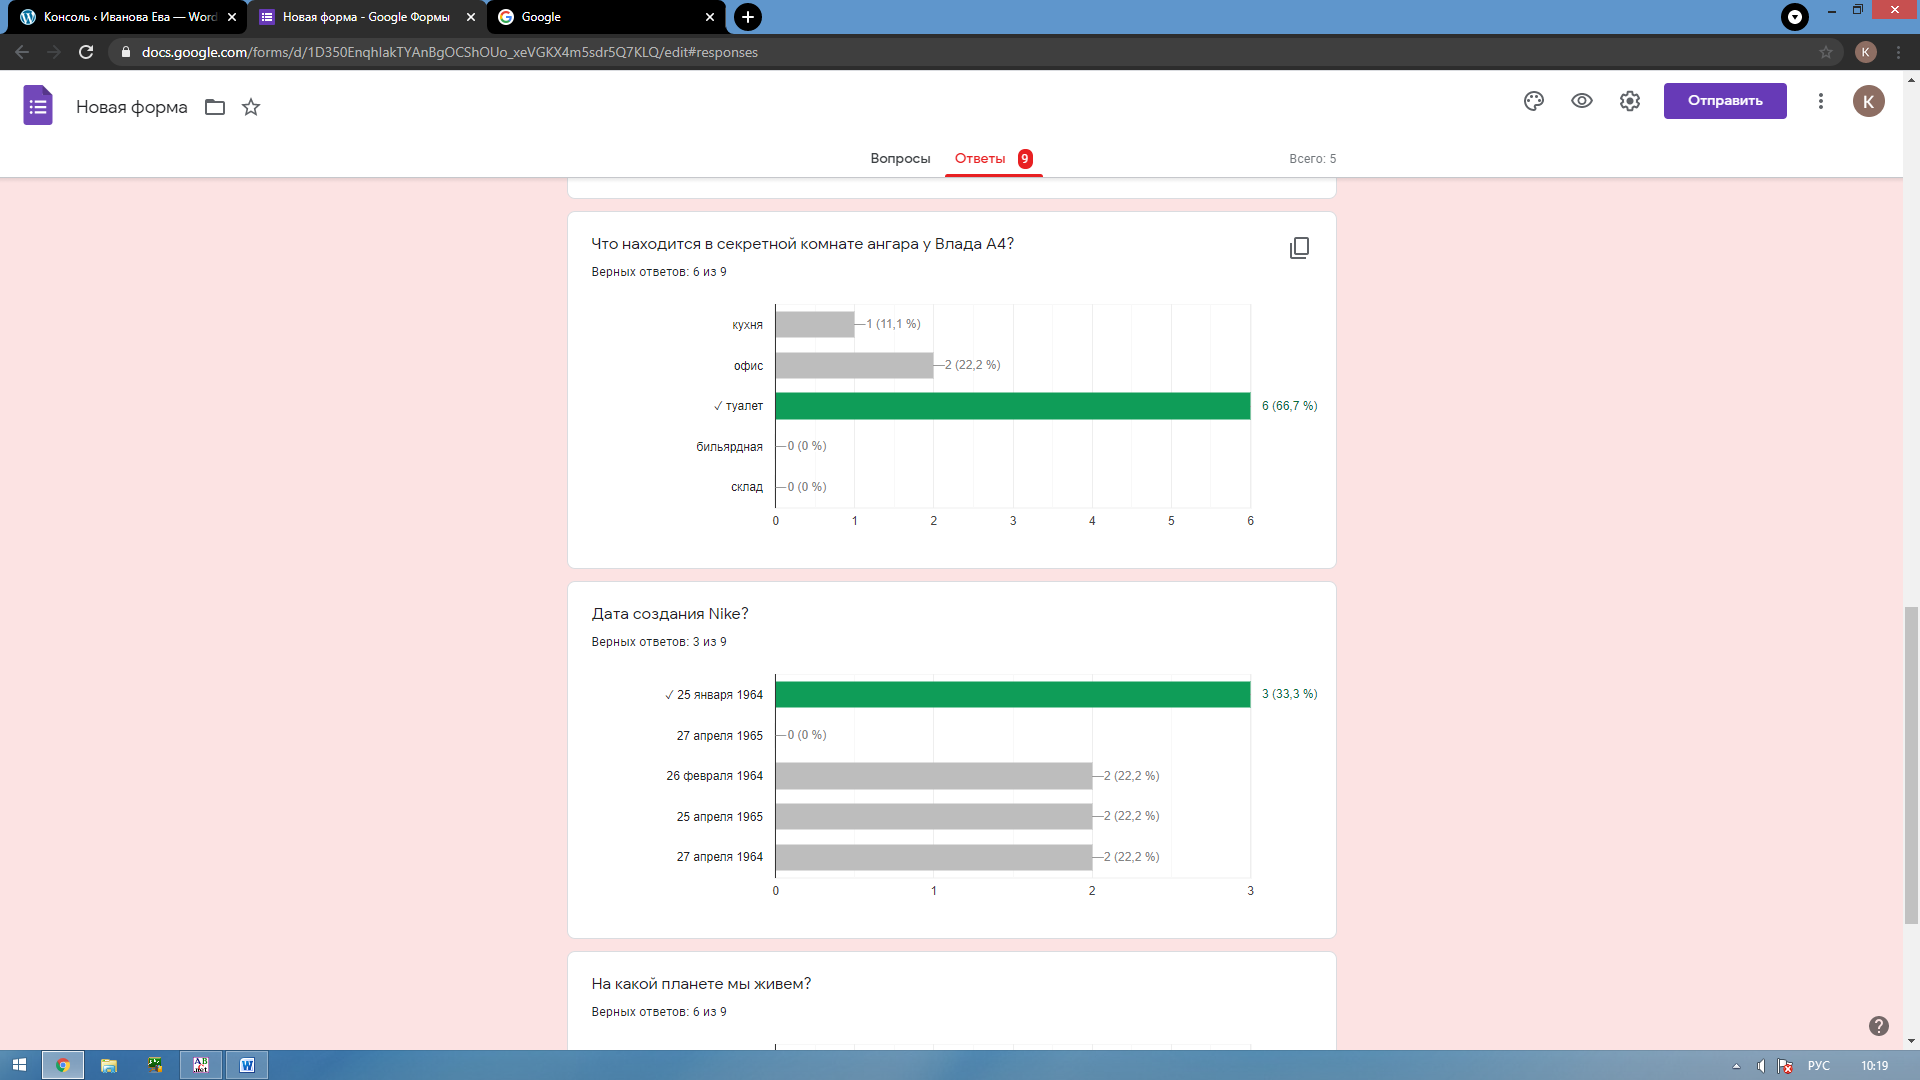 Консоль ‹ Иванова Ева — Word
Новая форма - Google Формы
Google
docs.google.com/forms/d/1D350EnqhlakTYAnBgOCShOUo_xeVGKX4m5sdr5Q7KLQ/edit#responses
K
Новая форма
Отправить
K
Вопросы
Ответы 9
Всего: 5
Что находится в секретной комнате ангара у Влада А4?
Верных ответов: 6 из 9
кухня 1 (11,1 %)
офис 2 (22,2 %)
✓ туалет 6 (66,7 %)
бильярдная 0 (0 %)
склад 0 (0 %)
0 1 2 3 4 5 6
Дата создания Nike?
Верных ответов: 3 из 9
✓ 25 января 1964 3 (33,3 %)
27 апреля 1965 0 (0 %)
26 февраля 1964 2 (22,2 %)
25 апреля 1965 2 (22,2 %)
27 апреля 1964 2 (22,2 %)
0 1 2 3
На какой планете мы живем?
Верных ответов: 6 из 9
РУС
10:19